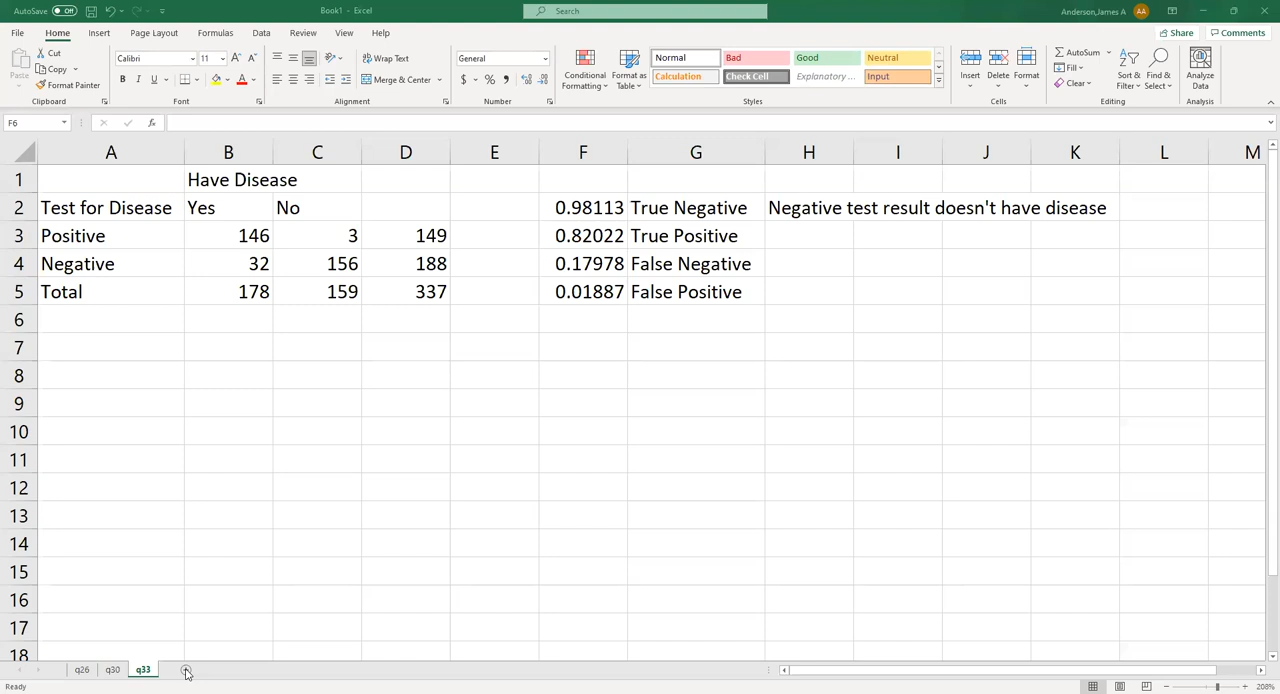 AutoSave Off Book1 - Excel Search Anderson,James A AA
File Home Insert Page Layout Formulas Data Review View Help Share Comments
Paste Cut Copy Format Painter Clipboard
Calibri 11 A A B I U A Font
Wrap Text Merge & Center Alignment
General $ % Number
Conditional Formatting Format as Table
Normal Bad Good Neutral
Calculation Check Cell Explanatory ... Input
Styles
Insert Delete Format Cells
AutoSum Fill Clear Sort & Filter Find & Select Editing
Analyze Data Analysis
F6 fx
A B C D E F G H I J K L M
1 Have Disease
2 Test for Disease Yes No 0.98113 True Negative Negative test result doesn't have disease
3 Positive 146 3 149 0.82022 True Positive
4 Negative 32 156 188 0.17978 False Negative
5 Total 178 159 337 0.01887 False Positive
6
7
8
9
10
11
12
13
14
15
16
17
18
q26 q30 q33
Ready 208%